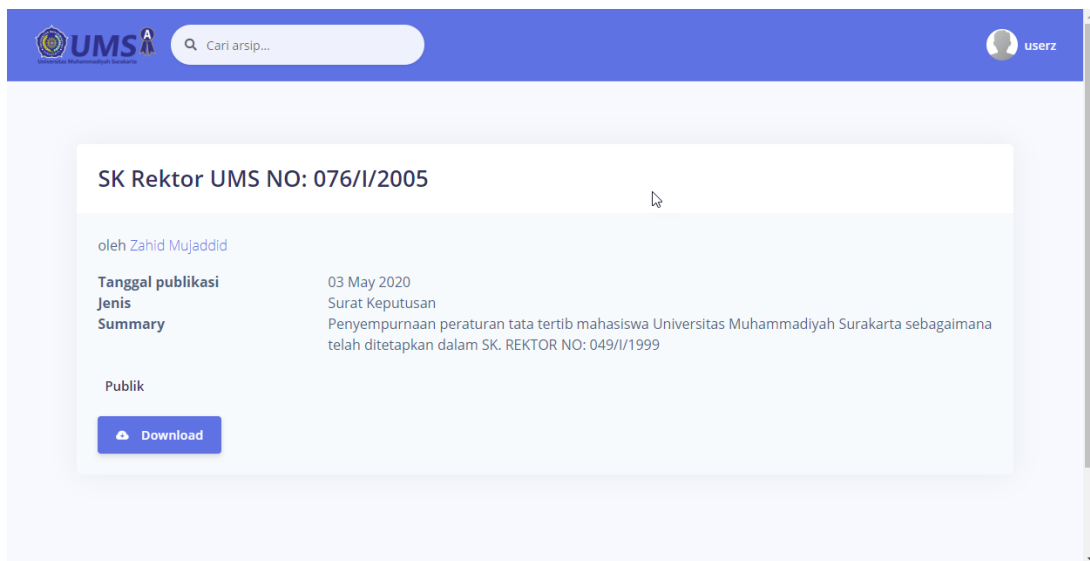 UMS A
Universitas Muhammadiyah Surakarta
Cari arsip...
userz
SK Rektor UMS NO: 076/I/2005
oleh Zahid Mujaddid
Tanggal publikasi 03 May 2020
Jenis Surat Keputusan
Summary Penyempurnaan peraturan tata tertib mahasiswa Universitas Muhammadiyah Surakarta sebagaimana
telah ditetapkan dalam SK. REKTOR NO: 049/I/1999
Publik
Download